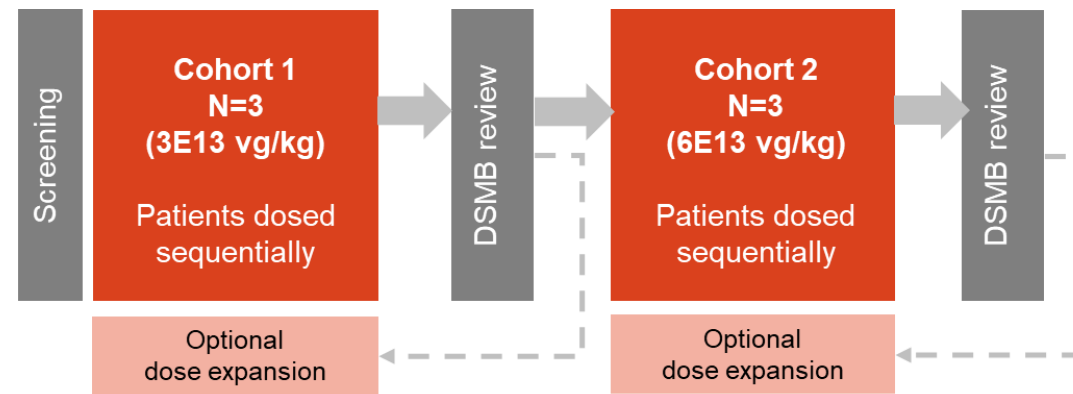 Screening
Cohort 1
N=3
(3E13 vg/kg)
Patients dosed
sequentially
Optional
dose expansion
DSMB review
Cohort 2
N=3
(6E13 vg/kg)
Patients dosed
sequentially
Optional
dose expansion
DSMB review